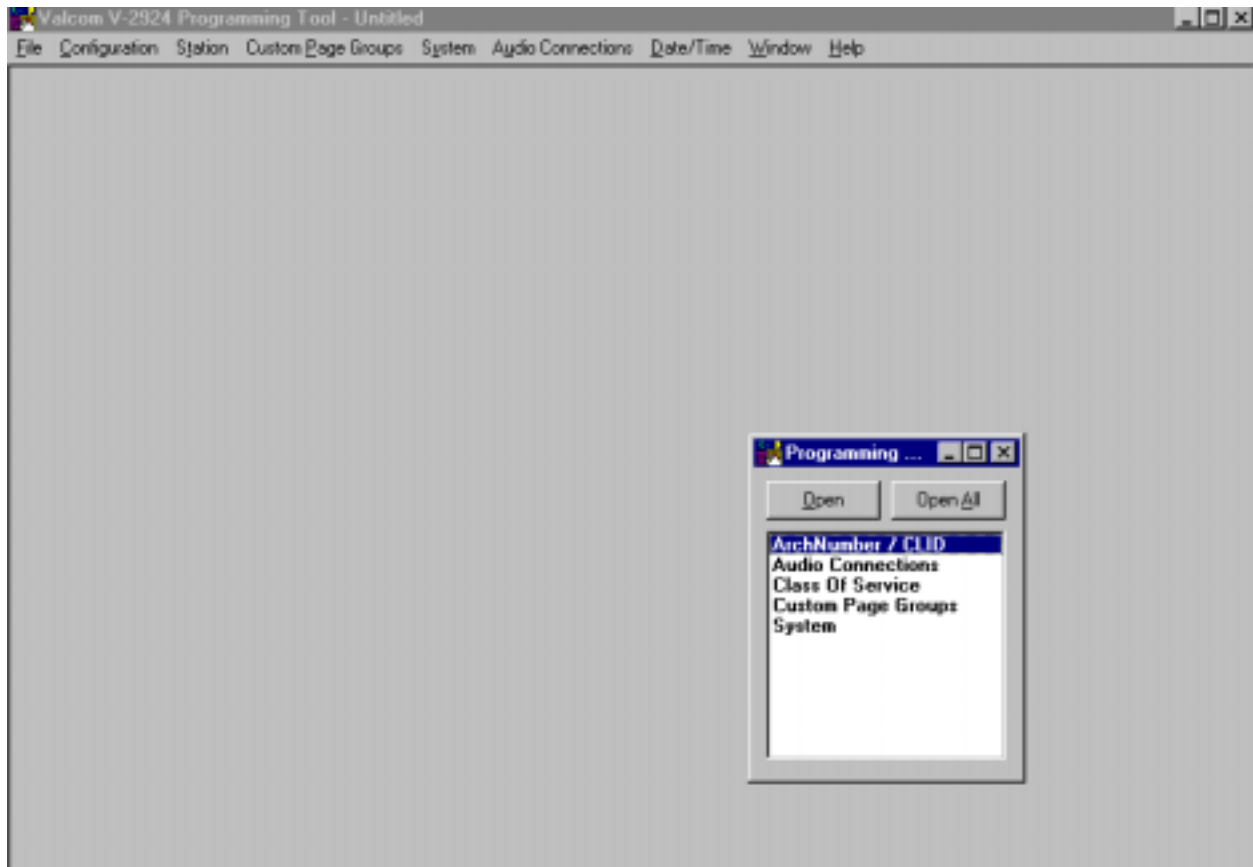 Valcom V-2924 Programming Tool - Untitled
File Configuration Station Custom Page Groups System Audio Connections Date/Time Window Help
Programming ...
Open Open All
ArchNumber / CLID
Audio Connections
Class Of Service
Custom Page Groups
System